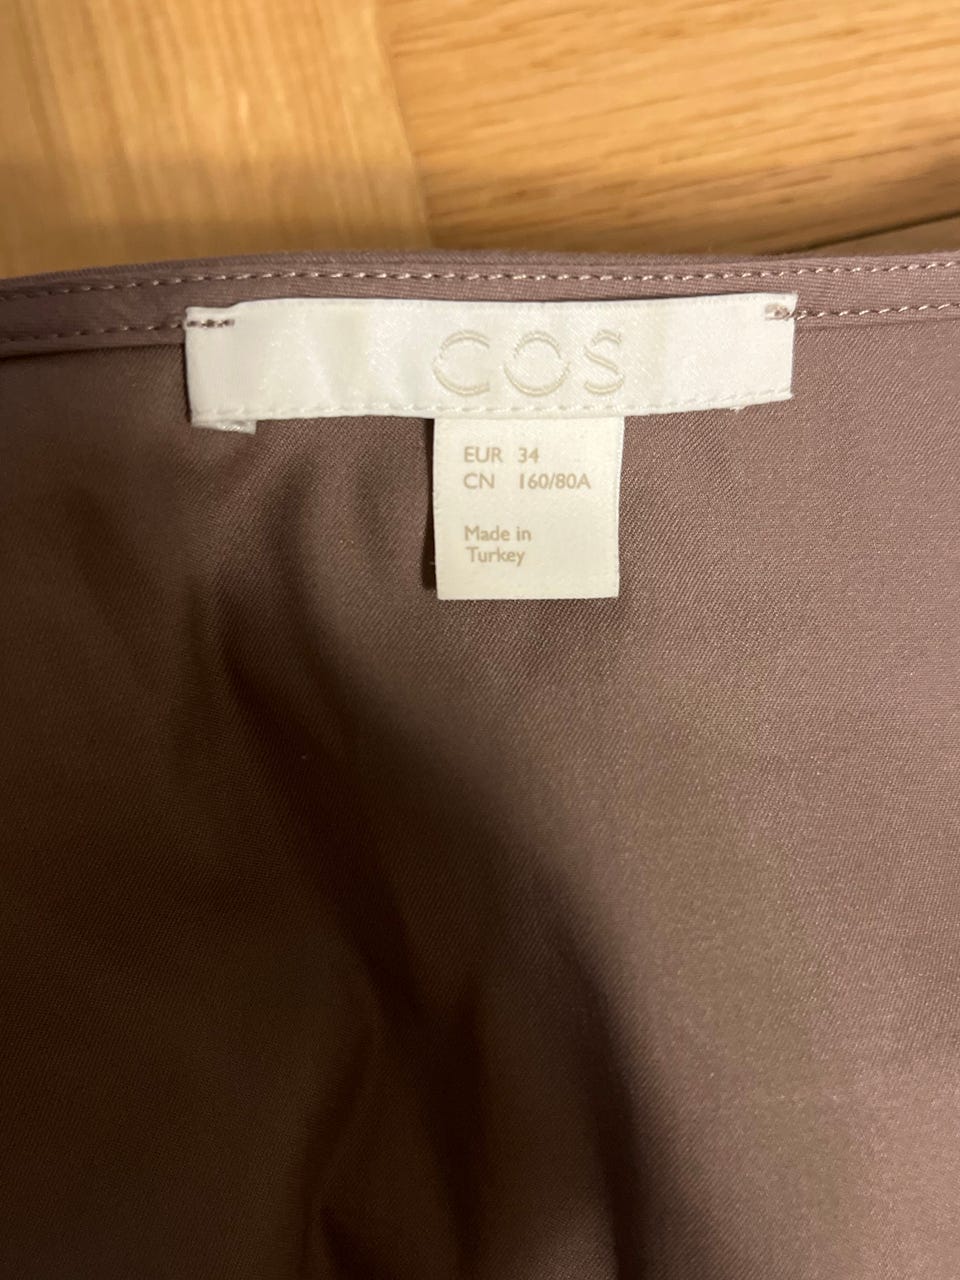 COS
EUR 34
CN 160/80A
Made in
Turkey